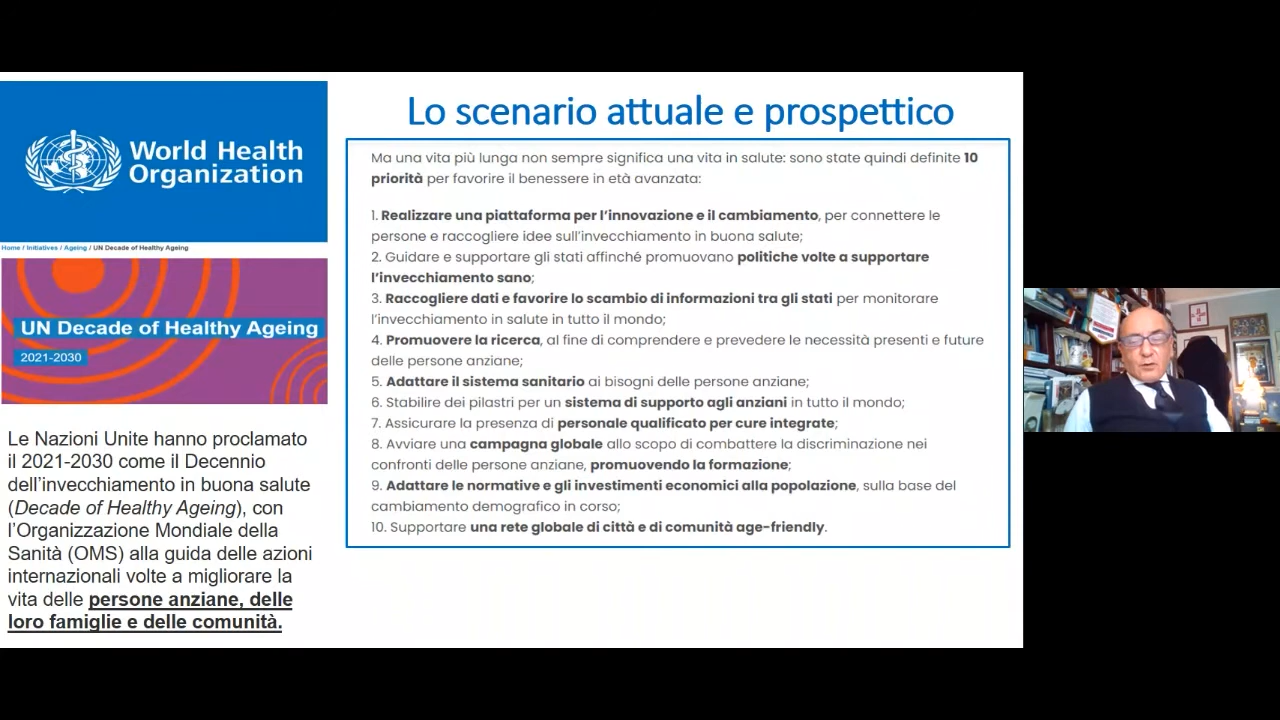 World Health
Organization
Home / Initiatives / Ageing / UN Decade of Healthy Ageing
UN Decade of Healthy Ageing
2021-2030
Le Nazioni Unite hanno proclamato
il 2021-2030 come il Decennio
dell’invecchiamento in buona salute
(Decade of Healthy Ageing), con
l’Organizzazione Mondiale della
Sanità (OMS) alla guida delle azioni
internazionali volte a migliorare la
vita delle persone anziane, delle
loro famiglie e delle comunità.
Lo scenario attuale e prospettico
Ma una vita più lunga non sempre significa una vita in salute: sono state quindi definite 10
priorità per favorire il benessere in età avanzata:
1. Realizzare una piattaforma per l’innovazione e il cambiamento, per connettere le
persone e raccogliere idee sull’invecchiamento in buona salute;
2. Guidare e supportare gli stati affinché promuovano politiche volte a supportare
l’invecchiamento sano;
3. Raccogliere dati e favorire lo scambio di informazioni tra gli stati per monitorare
l’invecchiamento in salute in tutto il mondo;
4. Promuovere la ricerca, al fine di comprendere e prevedere le necessità presenti e future
delle persone anziane;
5. Adattare il sistema sanitario ai bisogni delle persone anziane;
6. Stabilire dei pilastri per un sistema di supporto agli anziani in tutto il mondo;
7. Assicurare la presenza di personale qualificato per cure integrate;
8. Avviare una campagna globale allo scopo di combattere la discriminazione nei
confronti delle persone anziane, promuovendo la formazione;
9. Adattare le normative e gli investimenti economici alla popolazione, sulla base del
cambiamento demografico in corso;
10. Supportare una rete globale di città e di comunità age-friendly.